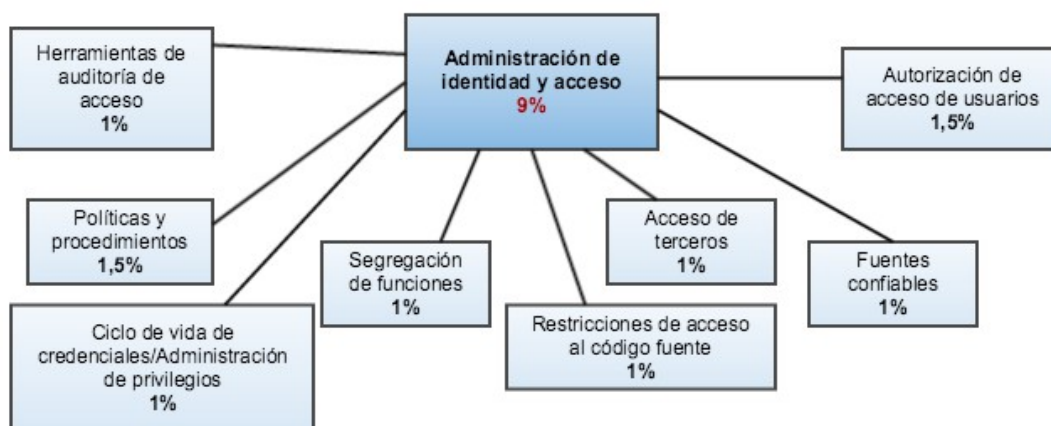 Administración de
identidad y acceso
9%
Herramientas de
auditoría de
acceso
1%
Autorización de
acceso de usuarios
1,5%
Políticas y
procedimientos
1,5%
Segregación
de funciones
1%
Acceso de
terceros
1%
Fuentes
confiables
1%
Ciclo de vida de
credenciales/Administración
de privilegios
1%
Restricciones de acceso
al código fuente
1%